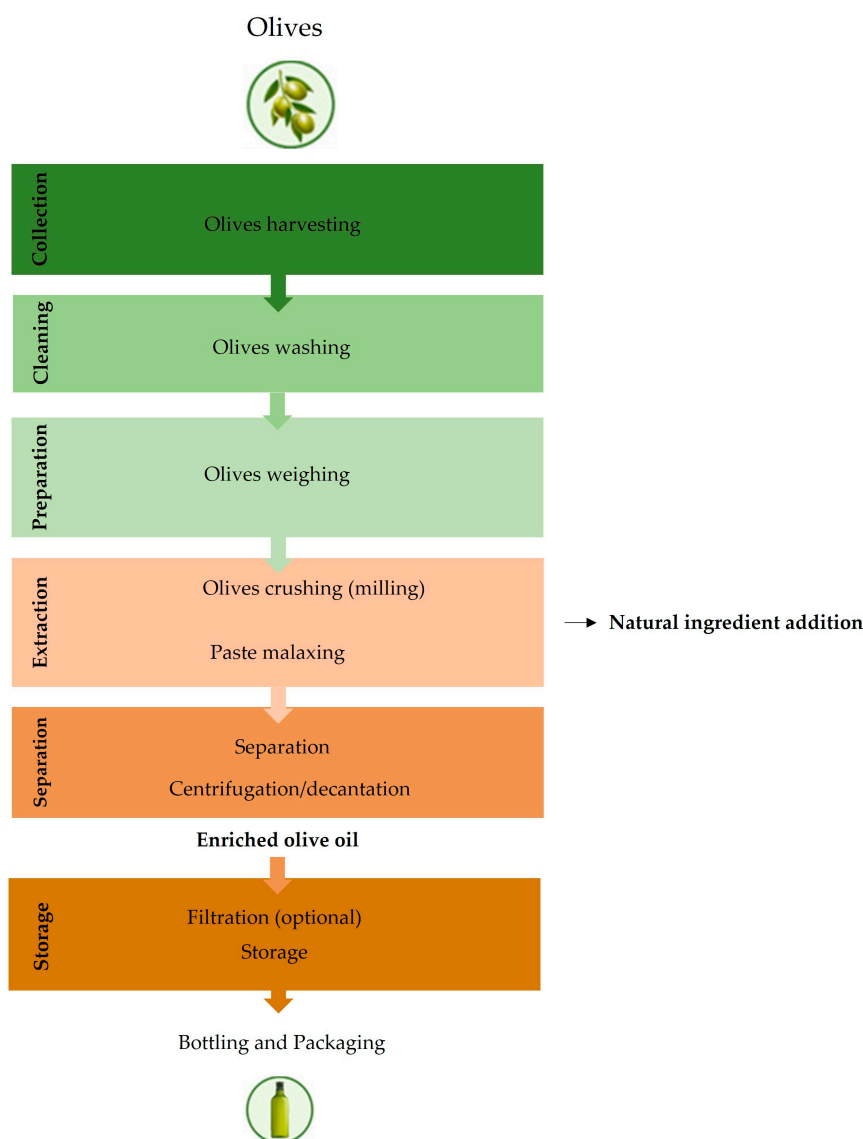 Olives
Collection
Olives harvesting
Cleaning
Olives washing
Preparation
Olives weighing
Extraction
Olives crushing (milling)
Natural ingredient addition
Paste malaxing
Separation
Separation
Centrifugation/decantation
Enriched olive oil
Storage
Filtration (optional)
Storage
Bottling and Packaging